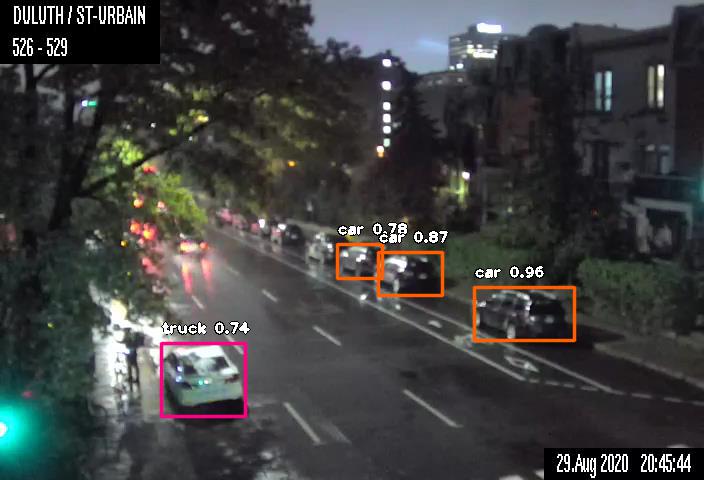 DULUTH / ST-URBAIN
526 - 529
car 0.78
car 0.87
car 0.96
truck 0.74
29.Aug 2020 20:45:44